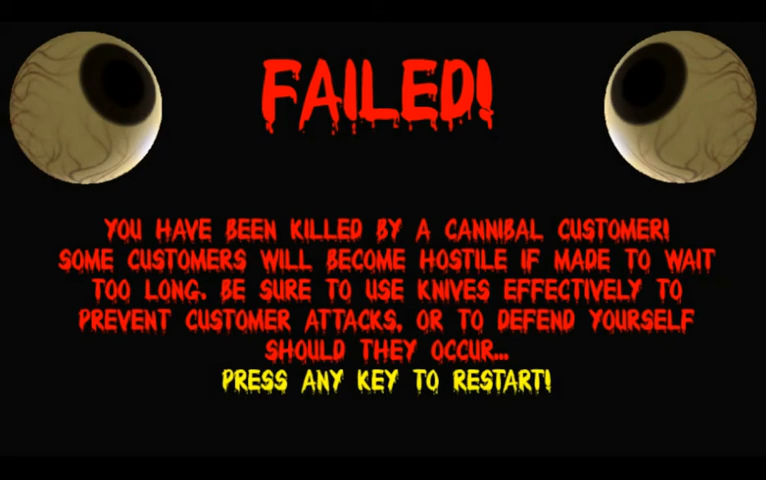 FAILED!
YOU HAVE BEEN KILLED BY A CANNIBAL CUSTOMER!
SOME CUSTOMERS WILL BECOME HOSTILE IF MADE TO WAIT
TOO LONG. BE SURE TO USE KNIVES EFFECTIVELY TO
PREVENT CUSTOMER ATTACKS, OR TO DEFEND YOURSELF
SHOULD THEY OCCUR...
PRESS ANY KEY TO RESTART!